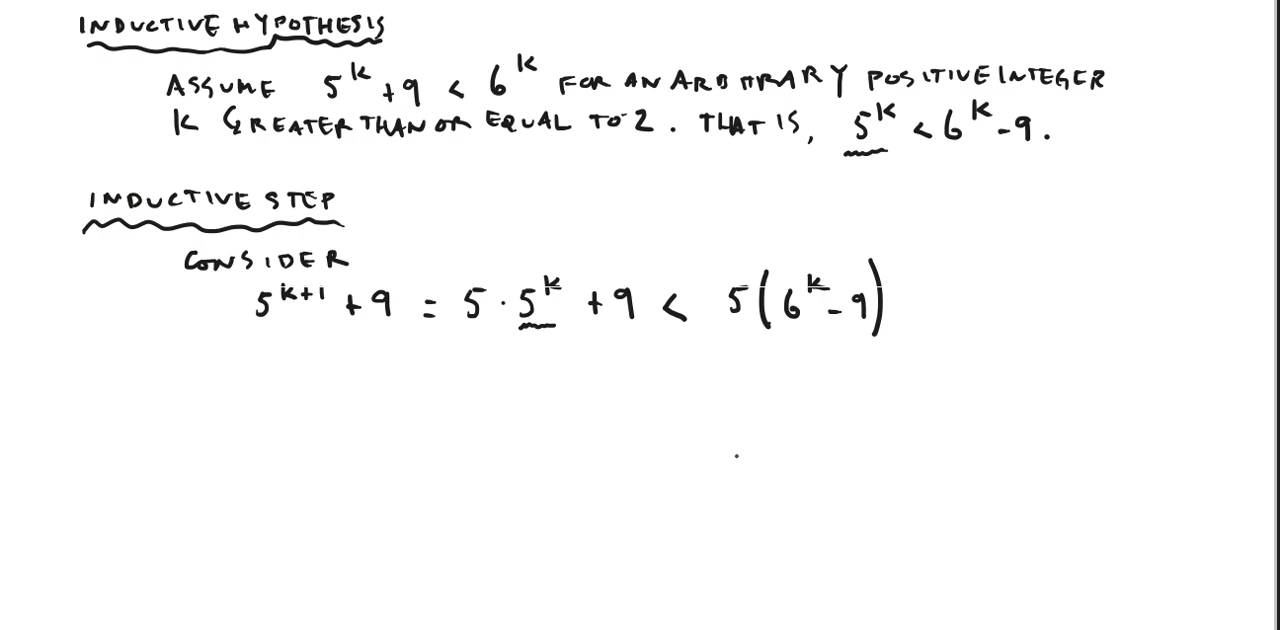 INDUCTIVE HYPOTHESIS
ASSUME 5^k + 9 < 6^k FOR AN ARBITRARY POSITIVE INTEGER
K GREATER THAN OR EQUAL TO 2. THAT IS, 5^k < 6^k - 9.
INDUCTIVE STEP
CONSIDER
5^{k+1} + 9 = 5 · 5^k + 9 < 5(6^k - 9)